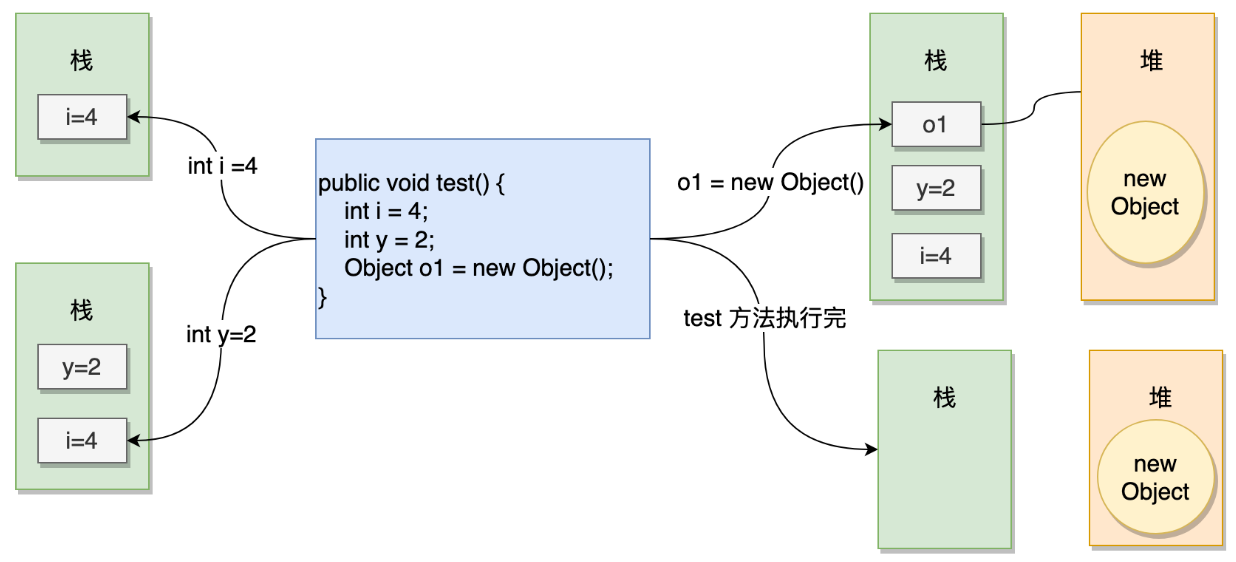 栈
i=4
int i =4
栈
y=2
i=4
int y=2
public void test() {
int i = 4;
int y = 2;
Object o1 = new Object();
}
o1 = new Object()
栈
o1
y=2
i=4
堆
new
Object
test 方法执行完
栈
堆
new
Object